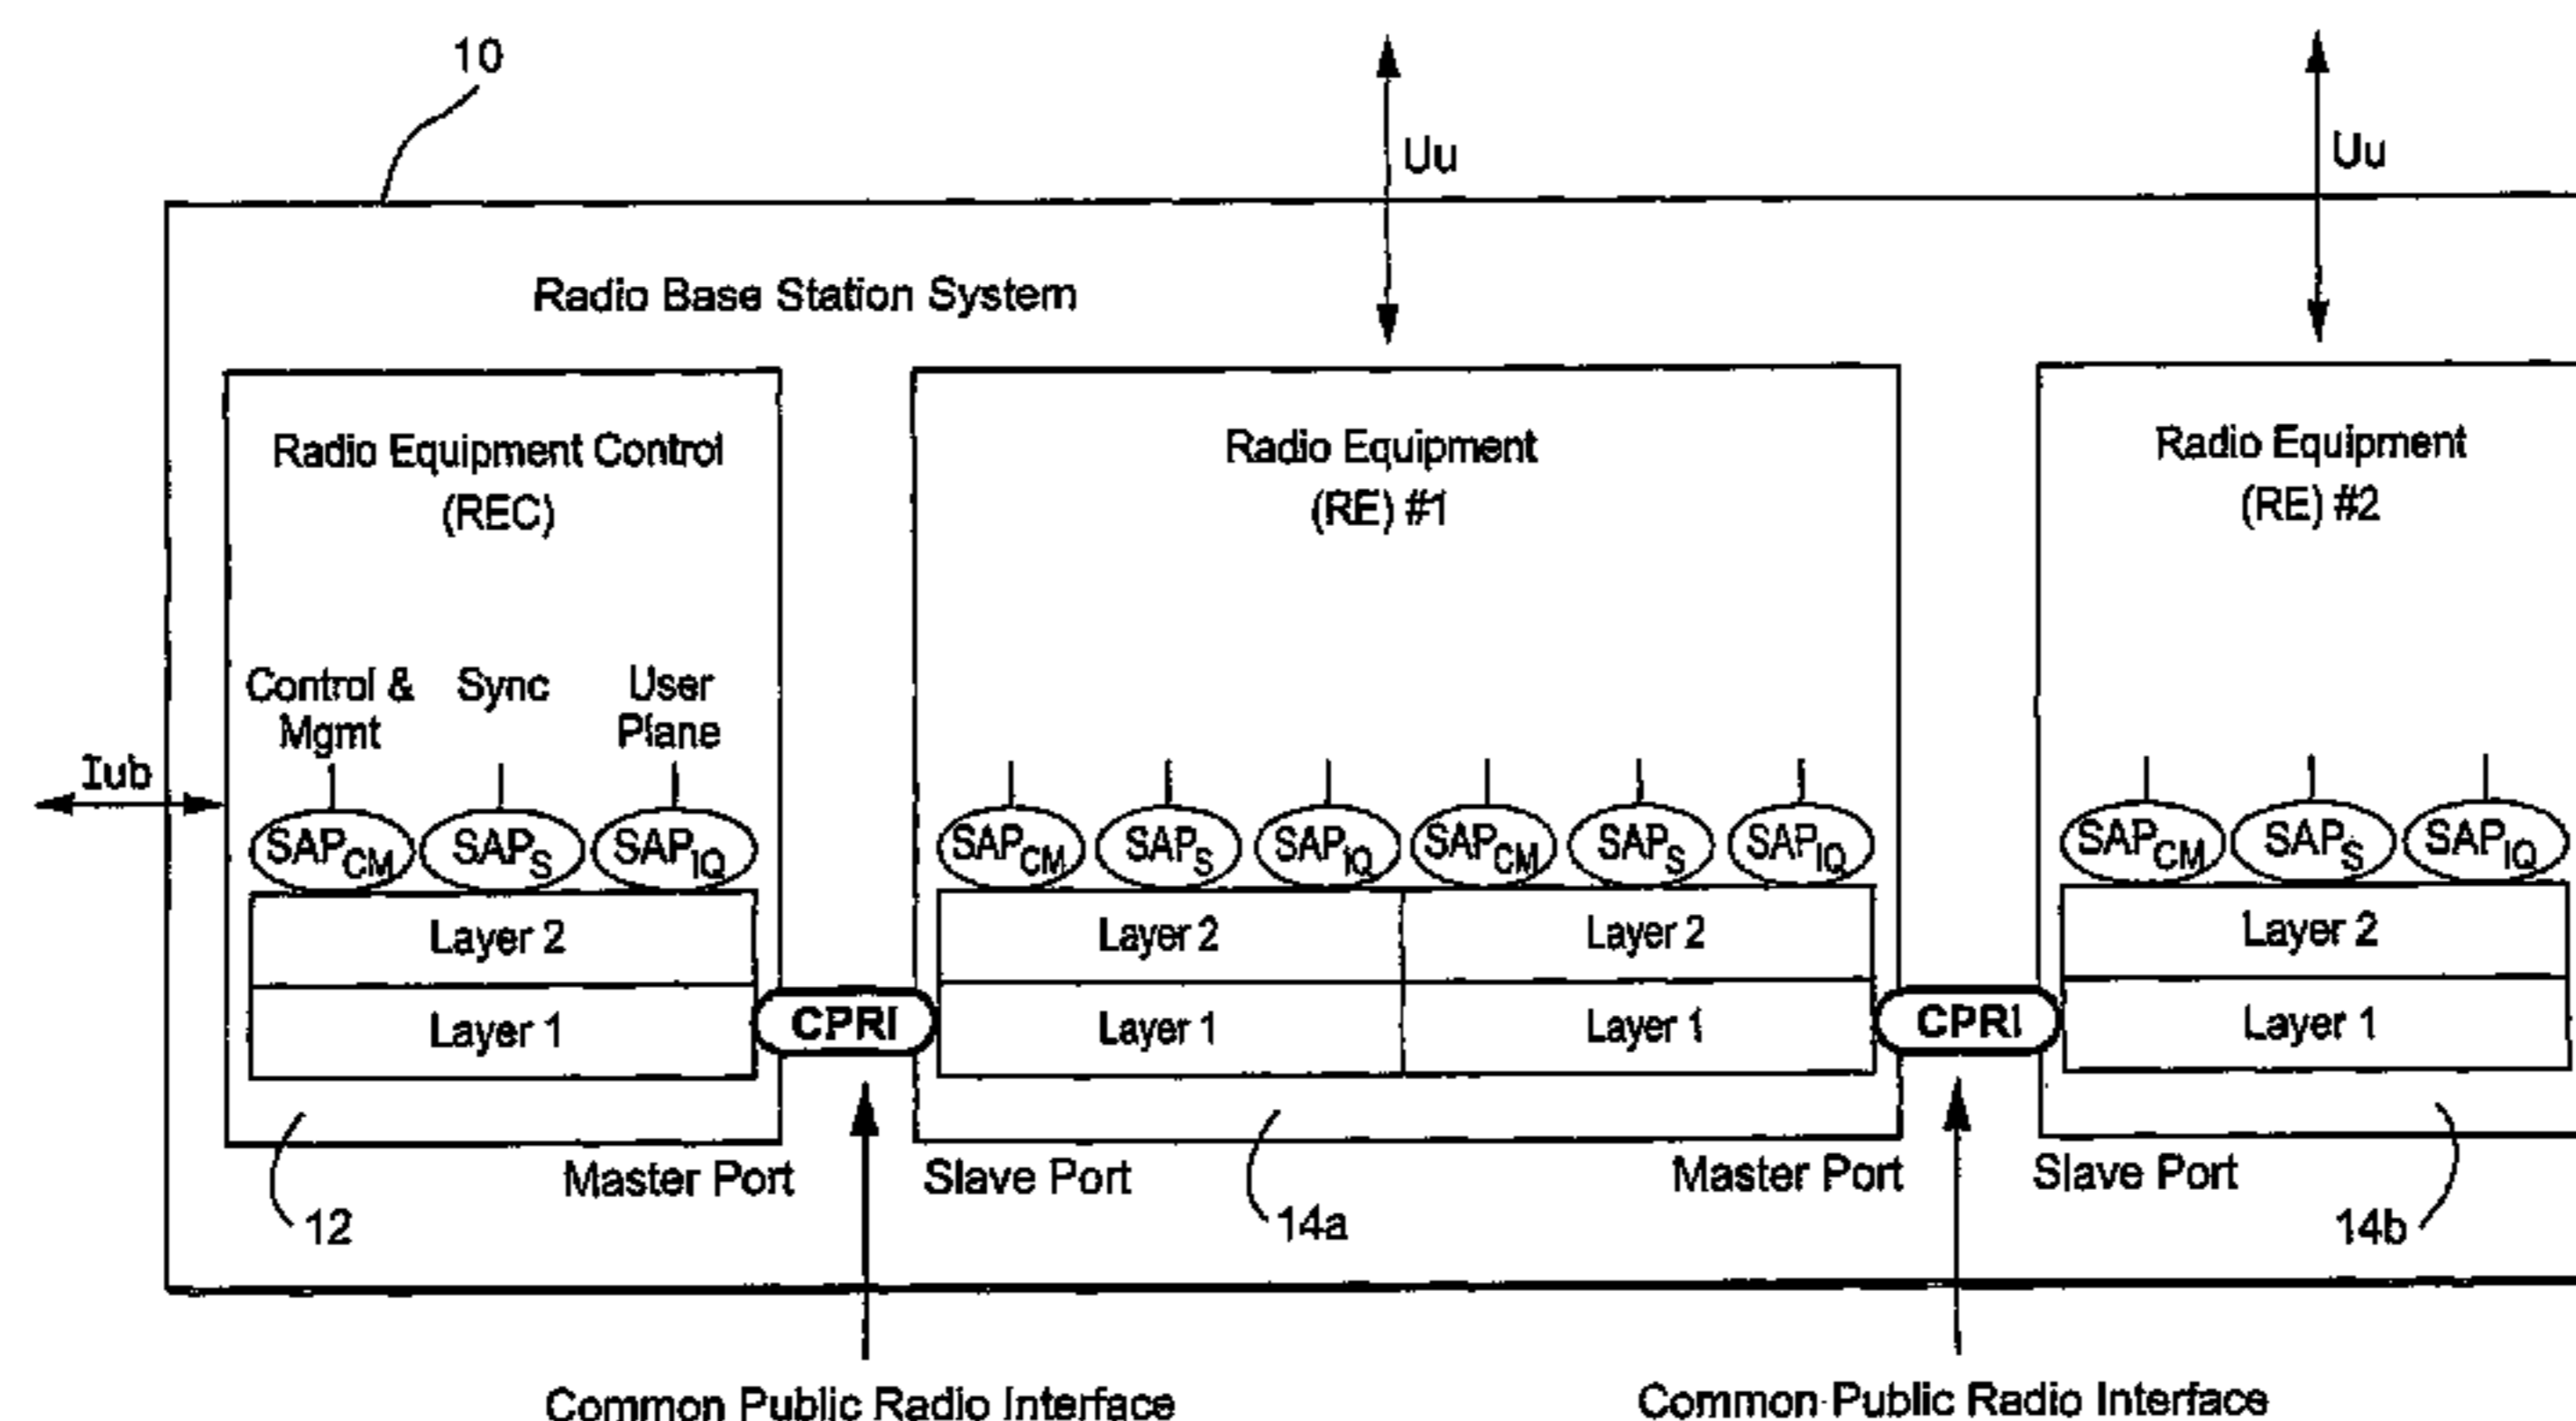 10
Uu
Uu
Radio Base Station System
Radio Equipment Control
(REC)
Radio Equipment
(RE) #1
Radio Equipment
(RE) #2
Control &
Mgmt
Sync
User
Plane
Iub
SAPCM SAPS SAPIQ
SAPCM SAPS SAPIQ SAPCM SAPS SAPIQ
SAPCM SAPS SAPIQ
Layer 2
Layer 2
Layer 2
Layer 2
Layer 1
CPRI
Layer 1
Layer 1
CPRI
Layer 1
Master Port
Slave Port
Master Port
Slave Port
12
14a
14b
Common Public Radio Interface
Common Public Radio Interface